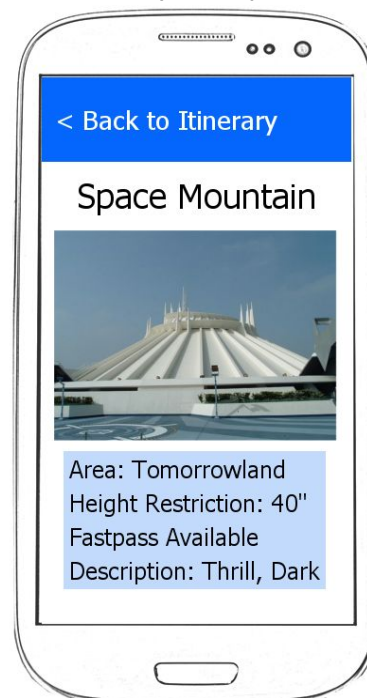 < Back to Itinerary
Space Mountain
Area: Tomorrowland
Height Restriction: 40"
Fastpass Available
Description: Thrill, Dark